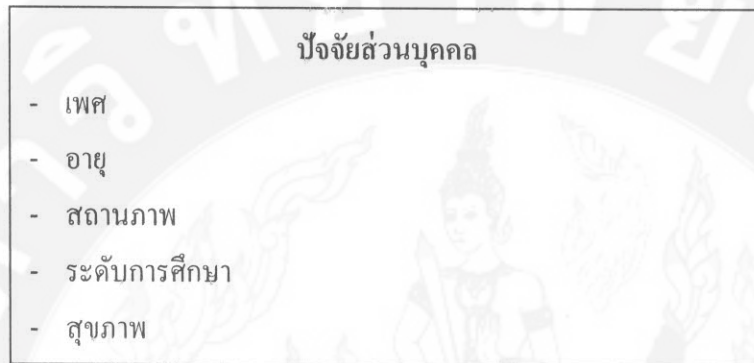 ปัจจัยส่วนบุคคล
- เพศ
- อายุ
- สถานภาพ
- ระดับการศึกษา
- สุขภาพ